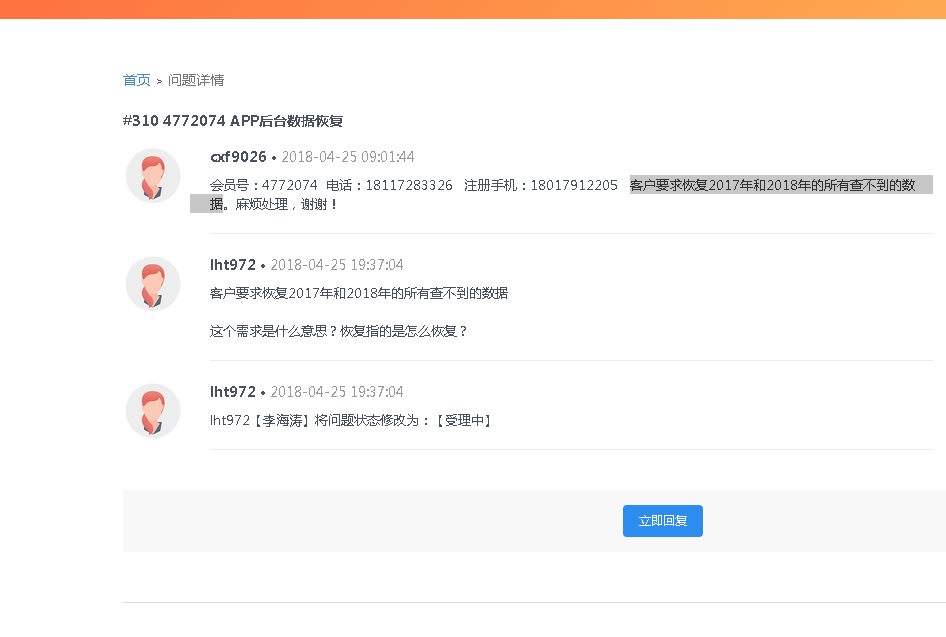 首页 > 问题详情
#310 4772074 APP后台数据恢复
cxf9026 • 2018-04-25 09:01:44
会员号：4772074 电话：18117283326 注册手机：18017912205 客户要求恢复2017年和2018年的所有查不到的数
据。麻烦处理，谢谢！
lht972 • 2018-04-25 19:37:04
客户要求恢复2017年和2018年的所有查不到的数据
这个需求是什么意思？恢复指的是怎么恢复？
lht972 • 2018-04-25 19:37:04
lht972【李海涛】将问题状态修改为：【受理中】
立即回复